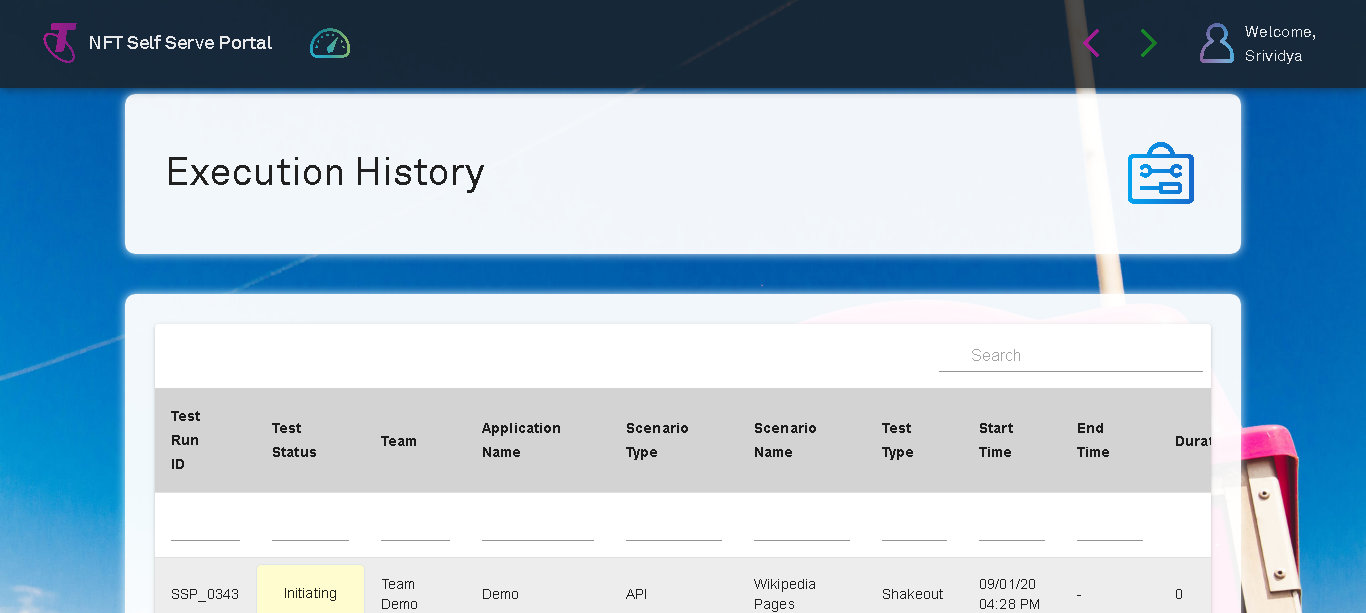 NFT Self Serve Portal
Welcome,
Srividya
Execution History
Search
Test
Run
ID
Test
Status
Team
Application
Name
Scenario
Type
Scenario
Name
Test
Type
Start
Time
End
Time
Durat
SSP_0343
Initiating
Team
Demo
Demo
API
Wikipedia
Pages
Shakeout
09/01/20
04:28 PM
-
0